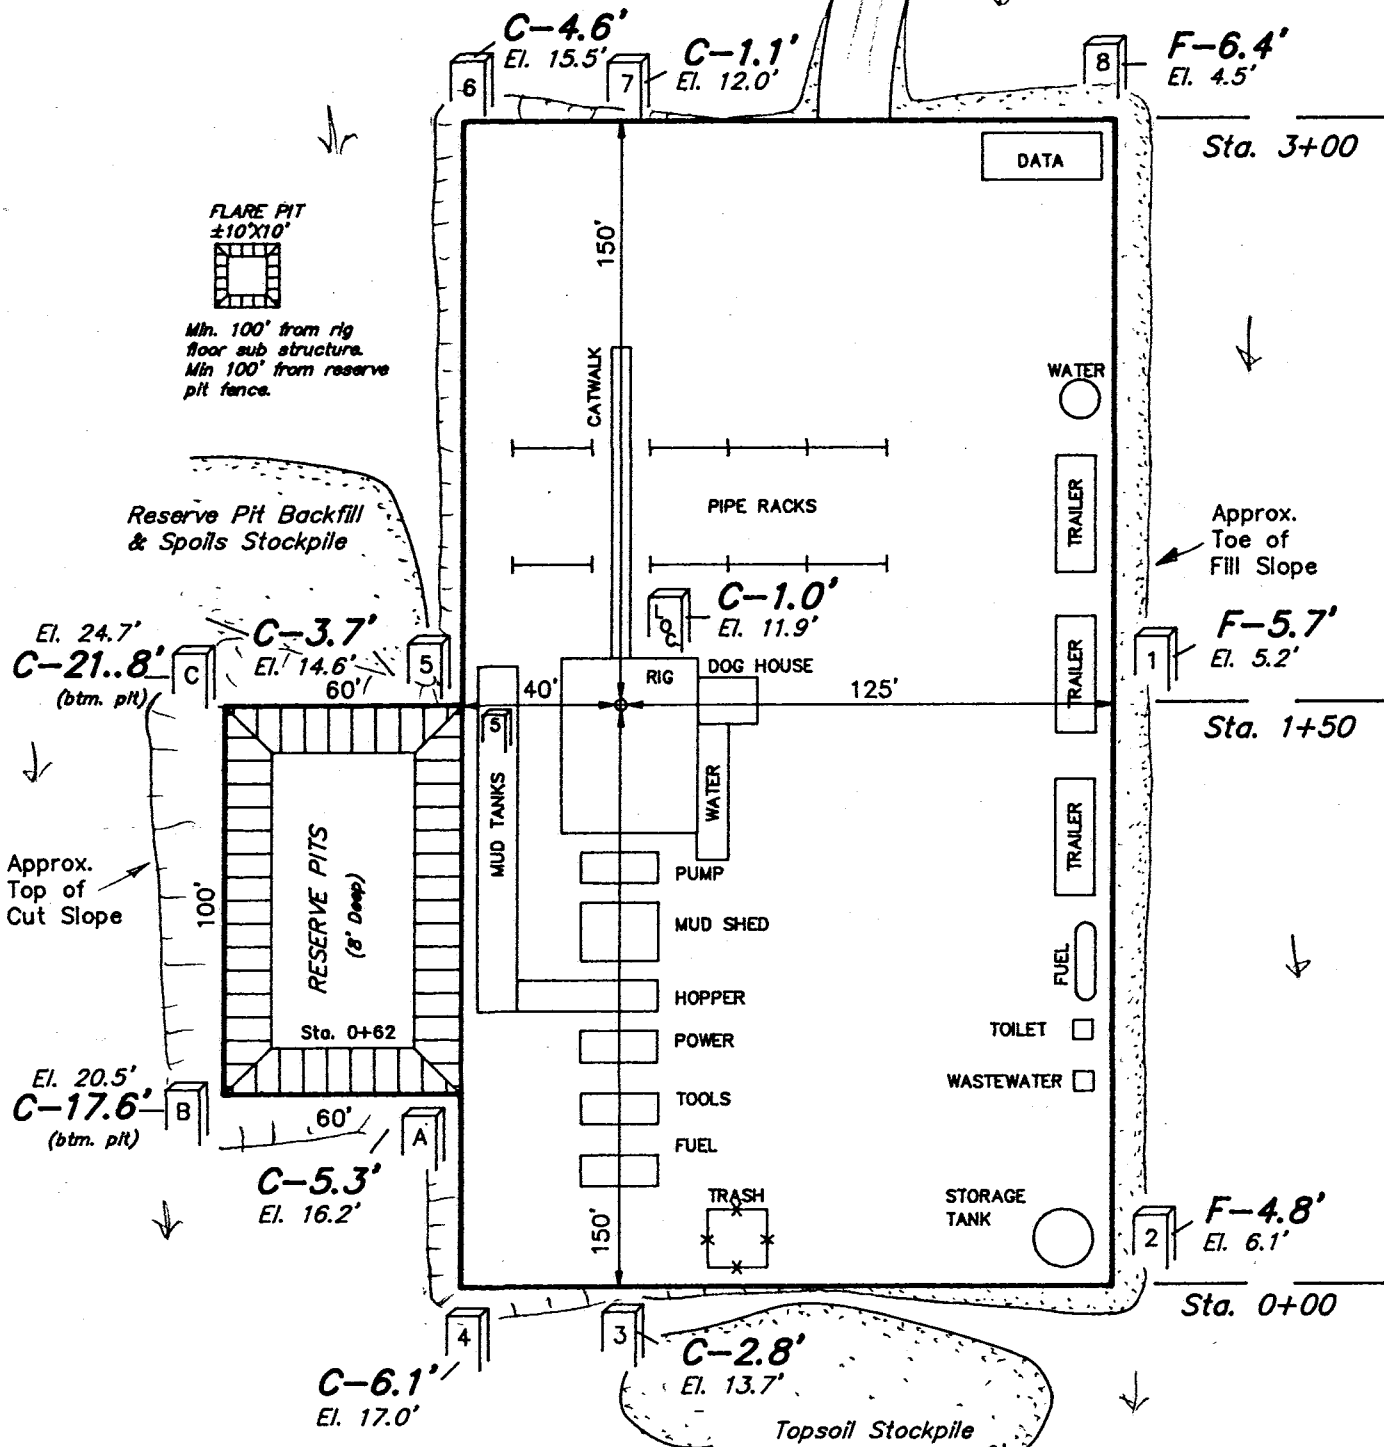 C-4.6'
El. 15.5'
6
C-1.1'
El. 12.0'
7
F-6.4'
El. 4.5'
8
Sta. 3+00
DATA
150'
FLARE PIT
±10'X10'
Min. 100' from rig
floor sub structure.
Min 100' from reserve
pit fence.
CATWALK
WATER
PIPE RACKS
TRAILER
Reserve Pit Backfill
& Spoils Stockpile
Approx.
Toe of
Fill Slope
LOC
C-1.0'
El. 11.9'
El. 24.7'
C-21..8'
(btm. pit)
C
C-3.7'
El. 14.6'
5
60'
40'
RIG
DOG HOUSE
125'
TRAILER
1
F-5.7'
El. 5.2'
Sta. 1+50
5
MUD TANKS
WATER
TRAILER
Approx.
Top of
Cut Slope
100'
RESERVE PITS
(8' Deep)
Sta. 0+62
PUMP
MUD SHED
HOPPER
POWER
TOOLS
FUEL
FUEL
TOILET
WASTEWATER
El. 20.5'
C-17.6'
(btm. pit)
B
60'
A
C-5.3'
El. 16.2'
150'
TRASH
STORAGE
TANK
2
F-4.8'
El. 6.1'
Sta. 0+00
4
C-6.1'
El. 17.0'
3
C-2.8'
El. 13.7'
Topsoil Stockpile